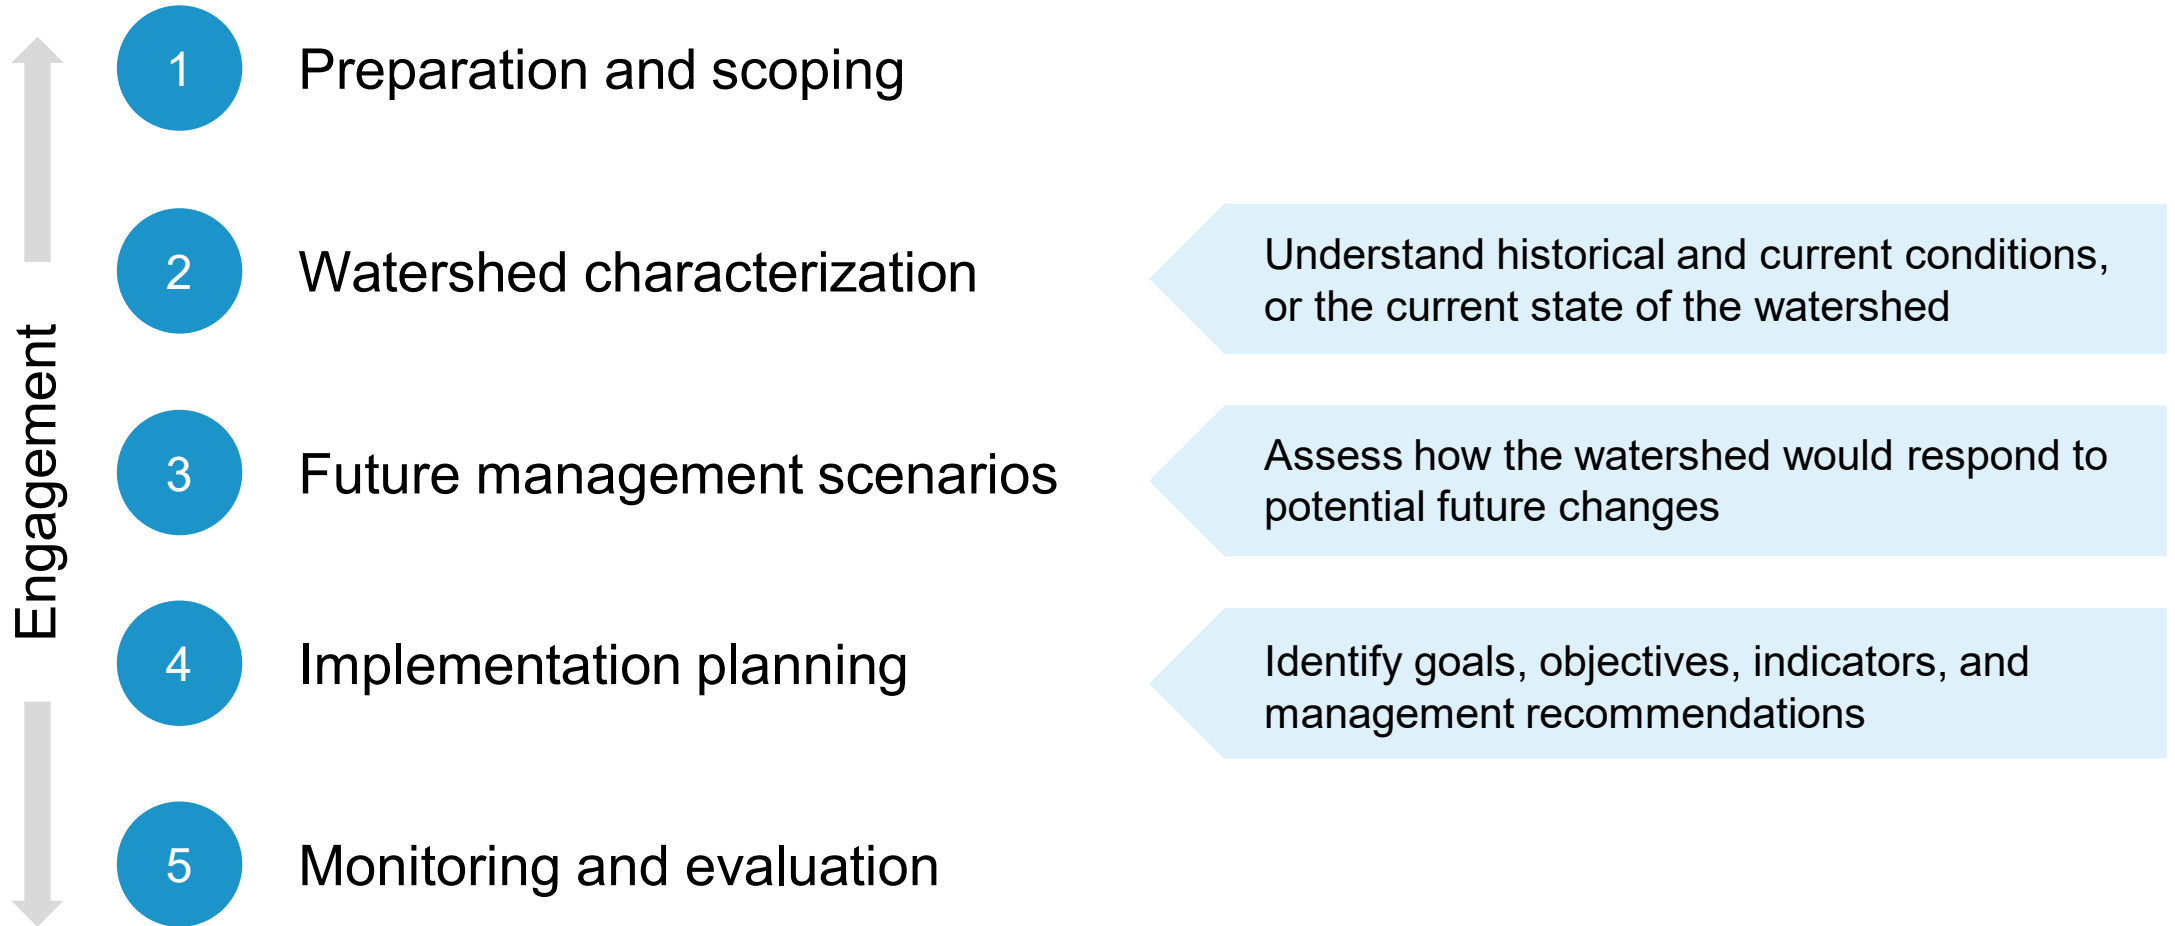 Engagement
1
Preparation and scoping
2
Watershed characterization
Understand historical and current conditions,
or the current state of the watershed
3
Future management scenarios
Assess how the watershed would respond to
potential future changes
4
Implementation planning
Identify goals, objectives, indicators, and
management recommendations
5
Monitoring and evaluation